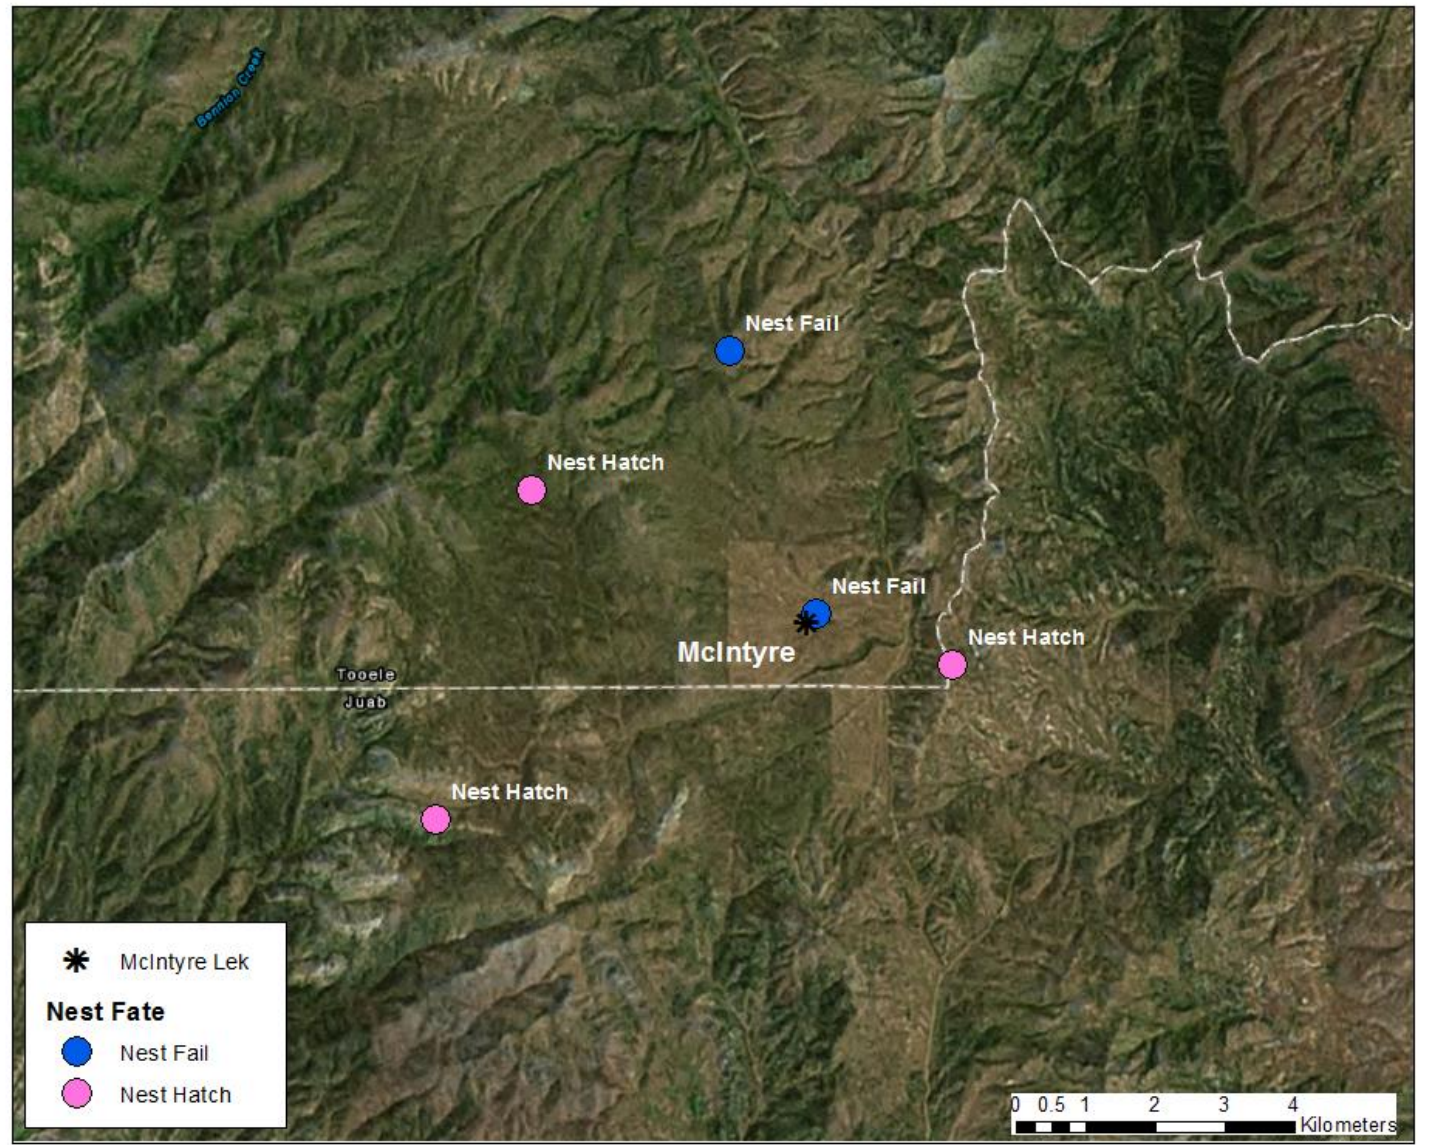 Bennion Creek
Nest Fail
Nest Hatch
Nest Fail
McIntyre
Nest Hatch
Tooele
Juab
Nest Hatch
McIntyre Lek
Nest Fate
Nest Fail
Nest Hatch
0 0.5 1 2 3 4
Kilometers